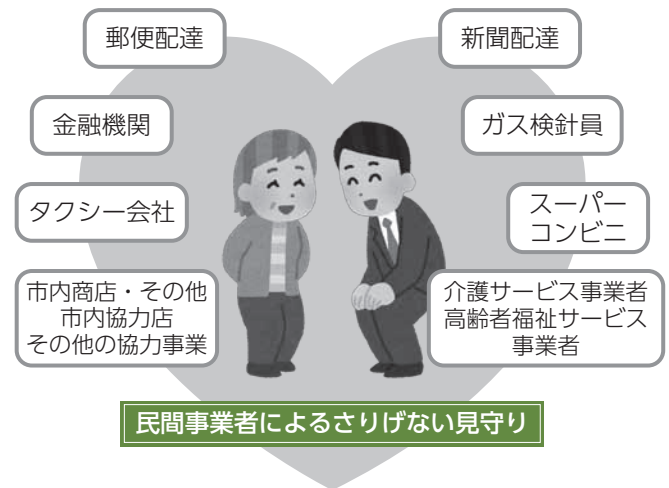 郵便配達
新聞配達
金融機関
ガス検針員
タクシー会社
スーパー
コンビニ
市内商店・その他
市内協力店
その他の協力事業
介護サービス事業者
高齢者福祉サービス
事業者
民間事業者によるさりげない見守り